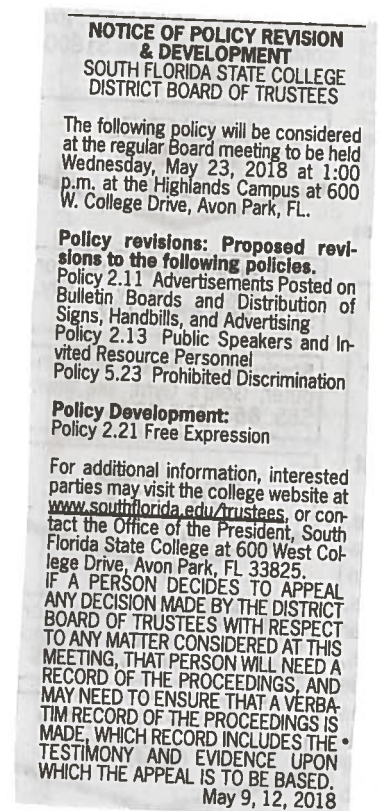 NOTICE OF POLICY REVISION
& DEVELOPMENT
SOUTH FLORIDA STATE COLLEGE
DISTRICT BOARD OF TRUSTEES
The following policy will be considered
at the regular Board meeting to be held
Wednesday, May 23, 2018 at 1:00
p.m. at the Highlands Campus at 600
W. College Drive, Avon Park, FL.
Policy revisions: Proposed revi-
sions to the following policies.
Policy 2.11 Advertisements Posted on
Bulletin Boards and Distribution of
Signs, Handbills, and Advertising
Policy 2.13 Public Speakers and In-
vited Resource Personnel
Policy 5.23 Prohibited Discrimination
Policy Development:
Policy 2.21 Free Expression
For additional information, interested
parties may visit the college website at
www.southflorida.edu/trustees, or con-
tact the Office of the President, South
Florida State College at 600 West Col-
lege Drive, Avon Park, FL 33825.
IF A PERSON DECIDES TO APPEAL
ANY DECISION MADE BY THE DISTRICT
BOARD OF TRUSTEES WITH RESPECT
TO ANY MATTER CONSIDERED AT THIS
MEETING, THAT PERSON WILL NEED A
RECORD OF THE PROCEEDINGS, AND
MAY NEED TO ENSURE THAT A VERBA-
TIM RECORD OF THE PROCEEDINGS IS
MADE, WHICH RECORD INCLUDES THE
TESTIMONY AND EVIDENCE UPON
WHICH THE APPEAL IS TO BE BASED.
May 9, 12, 2018